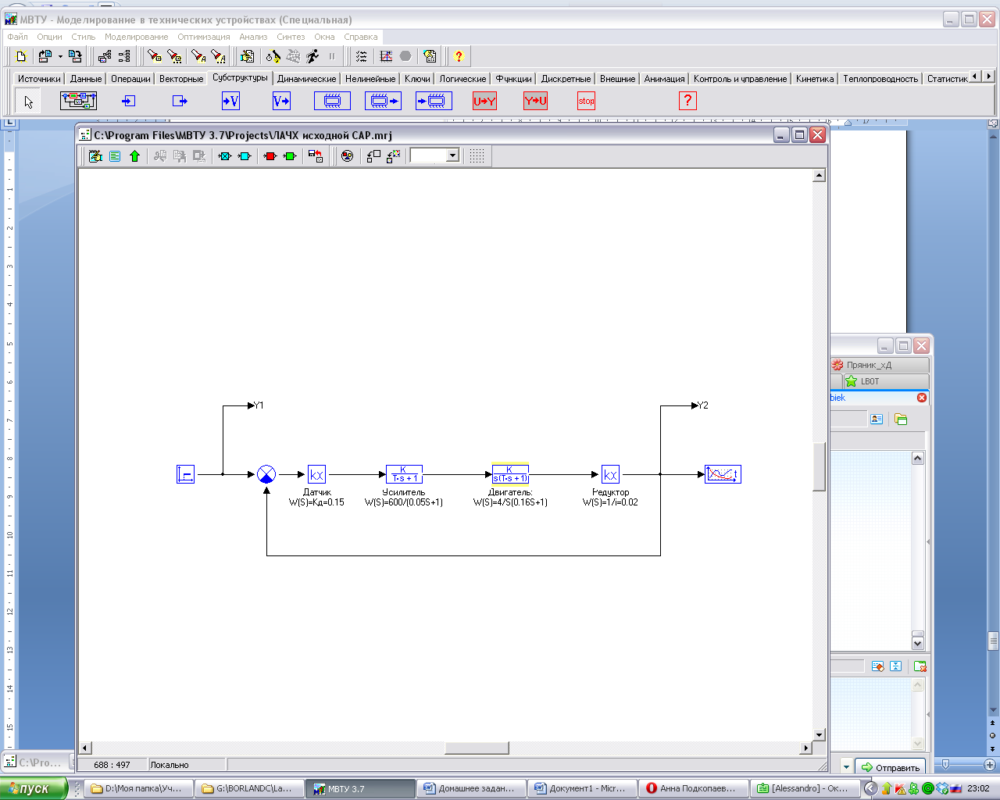 МВТУ - Моделирование в технических устройствах (Специальная)
Файл Опции Стиль Моделирование Оптимизация Анализ Синтез Окна Справка
Источники Данные Операции Векторные Субструктуры Динамические Нелинейные Ключи Логические Функции Дискретные Внешние Анимация Контроль и управление Кинетика Теплопроводность Статистик
V V U Y Y U stop ?
C:\Program Files\МВТУ 3.7\Projects\ЛАЧХ исходной САР.mrj
Пряник_хД
LBOT
biek
Y1 Y2
kx K T·s + 1 K s(T·s + 1) kx t
Датчик Усилитель Двигатель: Редуктор
W(S)=Kд=0.15 W(S)=600/(0.05S+1) W(S)=4/S(0.16S+1) W(S)=1/i=0.02
C:\Pro...
688 : 497 Локально
Отправить
пуск D:\Моя папка\Уч... G:\BORLANDC\La... МВТУ 3.7 Домашнее задан... Документ1 - Micr... Анна Подкопаев... [Alessandro] - Ок... 23:02